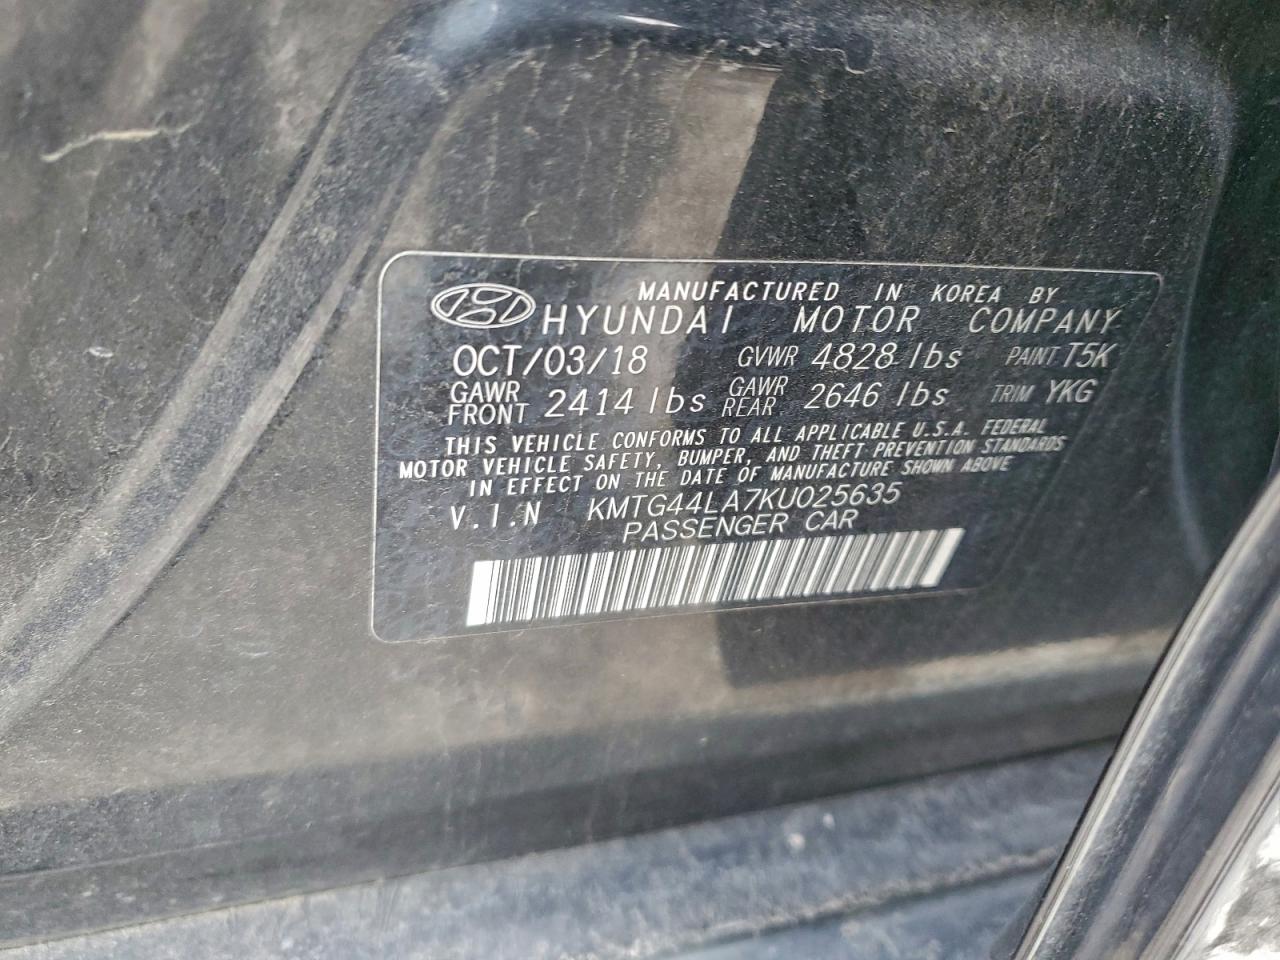 MANUFACTURED IN KOREA BY
HYUNDAI MOTOR COMPANY
OCT/03/18 GVWR 4828 lbs PAINT T5K
GAWR FRONT 2414 lbs GAWR REAR 2646 lbs TRIM YKG
THIS VEHICLE CONFORMS TO ALL APPLICABLE U.S.A. FEDERAL
MOTOR VEHICLE SAFETY, BUMPER, AND THEFT PREVENTION STANDARDS
IN EFFECT ON THE DATE OF MANUFACTURE SHOWN ABOVE
V.I.N KMTG44LA7KU025635
PASSENGER CAR